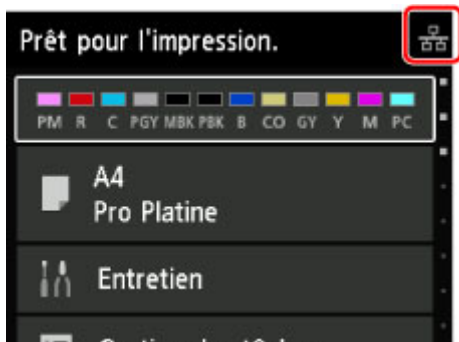 Prêt pour l'impression.
PM R C PGY MBK PBK B CO GY Y M PC
A4
Pro Platine
Entretien